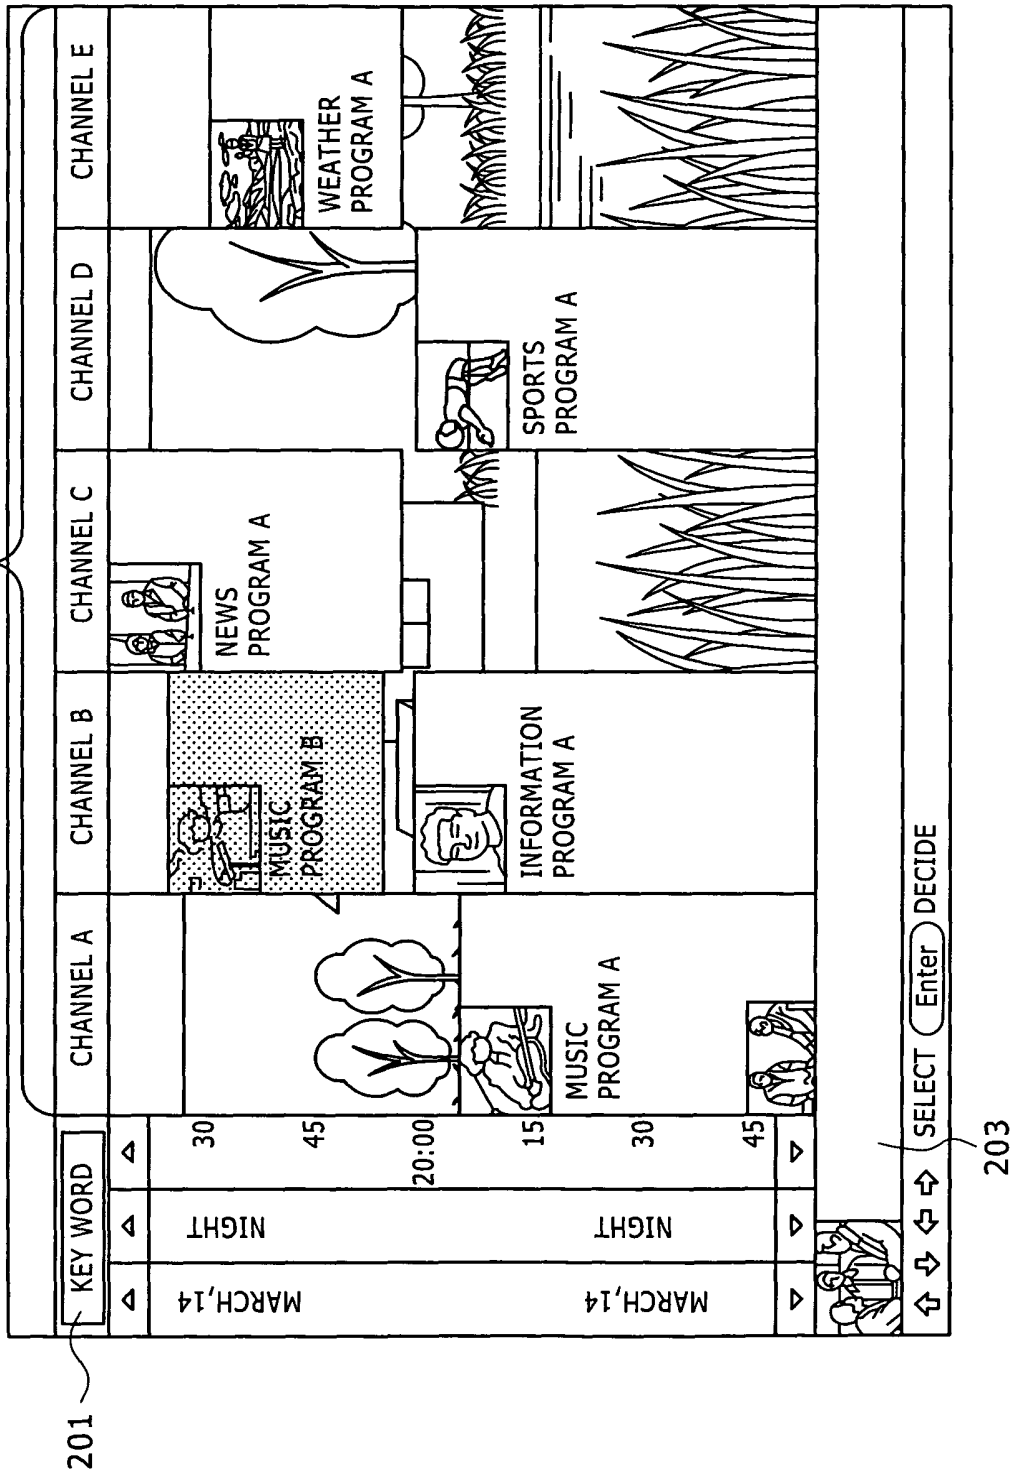 201
KEY WORD
CHANNEL A
CHANNEL B
CHANNEL C
CHANNEL D
CHANNEL E
MARCH,14
NIGHT
30
45
20:00
15
30
45
MARCH,14
NIGHT
MUSIC
PROGRAM A
MUSIC
PROGRAM B
INFORMATION
PROGRAM A
NEWS
PROGRAM A
SPORTS
PROGRAM A
WEATHER
PROGRAM A
SELECT Enter DECIDE
203